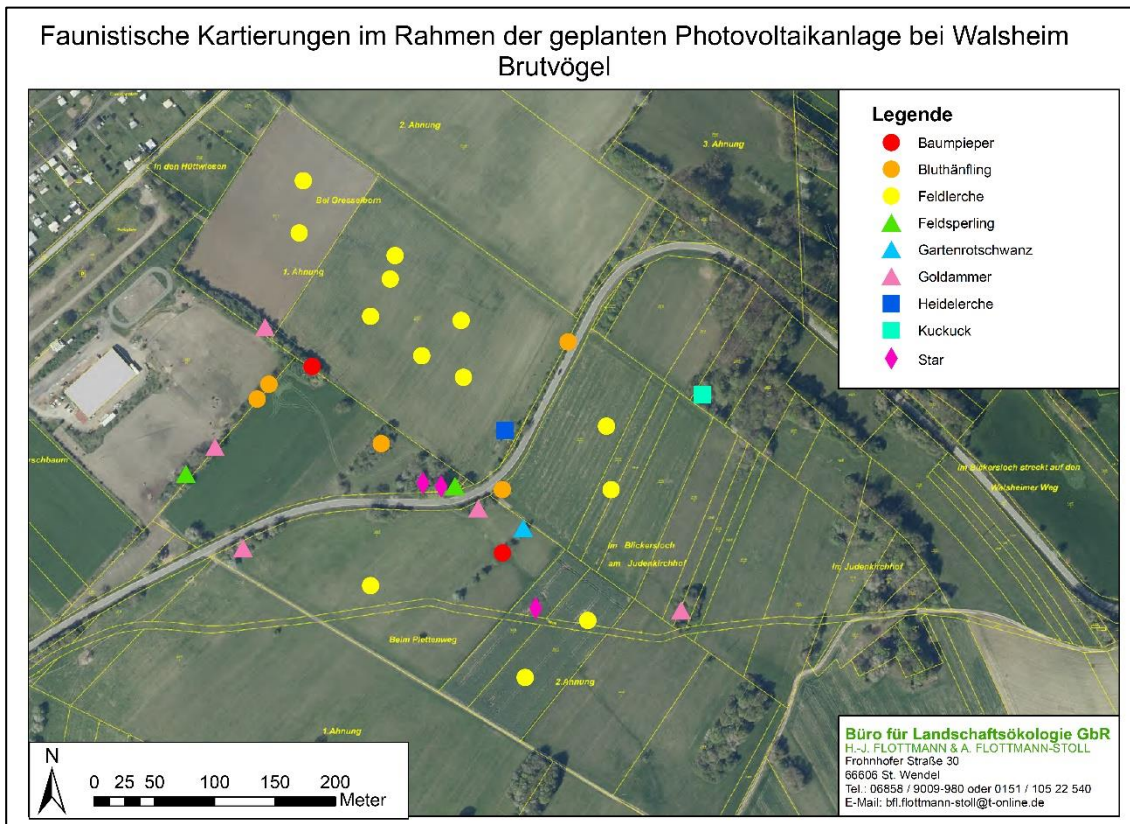 Faunistische Kartierungen im Rahmen der geplanten Photovoltaikanlage bei Walsheim
Brutvögel
Legende
Baumpieper
Bluthänfling
Feldlerche
Feldsperling
Gartenrotschwanz
Goldammer
Heidelerche
Kuckuck
Star
2. Ahnung
3. Ahnung
In den Hüttwiesen
Bei Gresselborn
1. Ahnung
eschbaum
im Bickersloch streckt auf den
Walsheimer Weg
im Blickersloch
am Judenkirchhof
In Judenkirchhof
Beim Plettenweg
2.Ahnung
1.Ahnung
N
0 25 50 100 150 200
Meter
Büro für Landschaftsökologie GbR
H.-J. FLOTTMANN & A. FLOTTMANN-STOLL
Frohnhofer Straße 30
66606 St. Wendel
Tel.: 06858 / 9009-980 oder 0151 / 105 22 540
E-Mail: bfl.flottmann-stoll@t-online.de